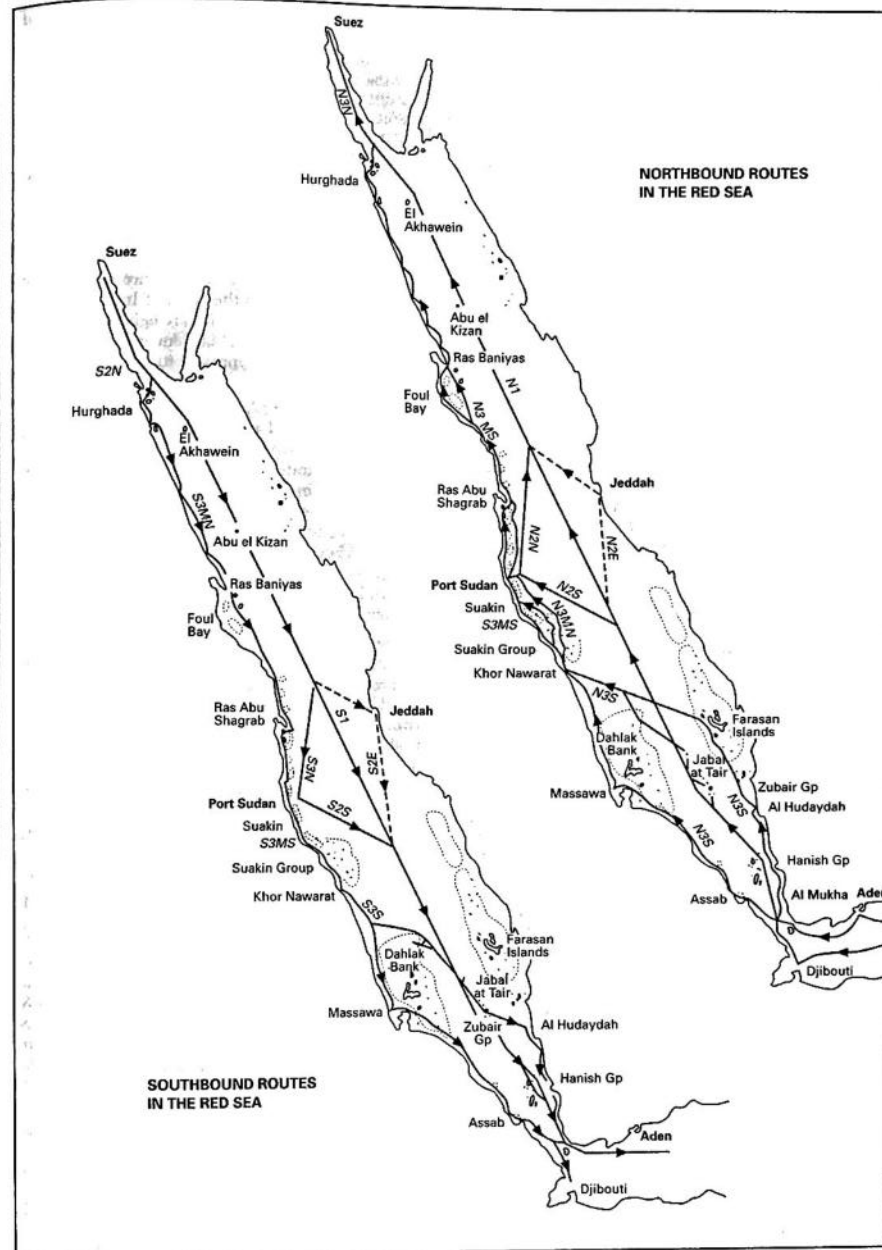 Suez
N3N
Hurghada
El
Akhawein
Abu el
Kizan
Ras Baniyas
Foul
Bay
N1
N3 MS
Ras Abu
Shagrab
Jeddah
N2N
N2E
Port Sudan
N2S
Suakin
S3MS
N3MN
Suakin Group
Khor Nawarat
N3S
Farasan
Islands
Dahlak
Bank
Jabal
at Tair
Massawa
Zubair Gp
N3S
Al Hudaydah
N3S
Hanish Gp
Assab
Al Mukha
Aden
Djibouti
NORTHBOUND ROUTES
IN THE RED SEA
Suez
S2N
Hurghada
El
Akhawein
S3MN
Abu el Kizan
Ras Baniyas
Foul
Bay
Ras Abu
Shagrab
S1
Jeddah
S2E
S3N
Port Sudan
S2S
Suakin
S3MS
Suakin Group
Khor Nawarat
S3S
Farasan
Islands
Dahlak
Bank
Jabal
at Tair
Massawa
Zubair
Gp
Al Hudaydah
Hanish Gp
Assab
Aden
Djibouti
SOUTHBOUND ROUTES
IN THE RED SEA